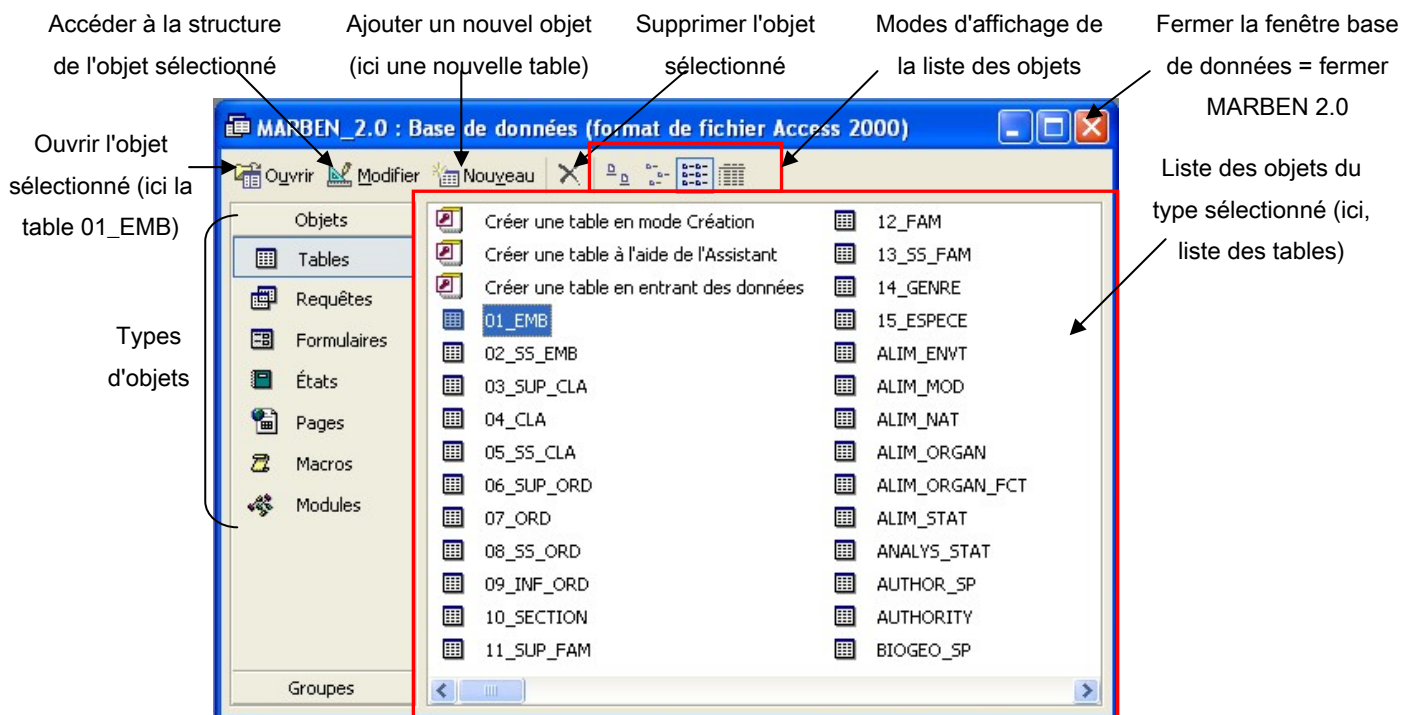 Accéder à la structure
de l'objet sélectionné
Ajouter un nouvel objet
(ici une nouvelle table)
Supprimer l'objet
sélectionné
Modes d'affichage de
la liste des objets
Fermer la fenêtre base
de données = fermer
MARBEN 2.0
Ouvrir l'objet
sélectionné (ici la
table 01_EMB)
Types
d'objets
Liste des objets du
type sélectionné (ici,
liste des tables)
MARBEN_2.0 : Base de données (format de fichier Access 2000)
Ouvrir Modifier Nouveau
Objets
Tables
Requêtes
Formulaires
États
Pages
Macros
Modules
Groupes
Créer une table en mode Création
Créer une table à l'aide de l'Assistant
Créer une table en entrant des données
01_EMB
02_SS_EMB
03_SUP_CLA
04_CLA
05_SS_CLA
06_SUP_ORD
07_ORD
08_SS_ORD
09_INF_ORD
10_SECTION
11_SUP_FAM
12_FAM
13_SS_FAM
14_GENRE
15_ESPECE
ALIM_ENVT
ALIM_MOD
ALIM_NAT
ALIM_ORGAN
ALIM_ORGAN_FCT
ALIM_STAT
ANALYS_STAT
AUTHOR_SP
AUTHORITY
BIOGEO_SP